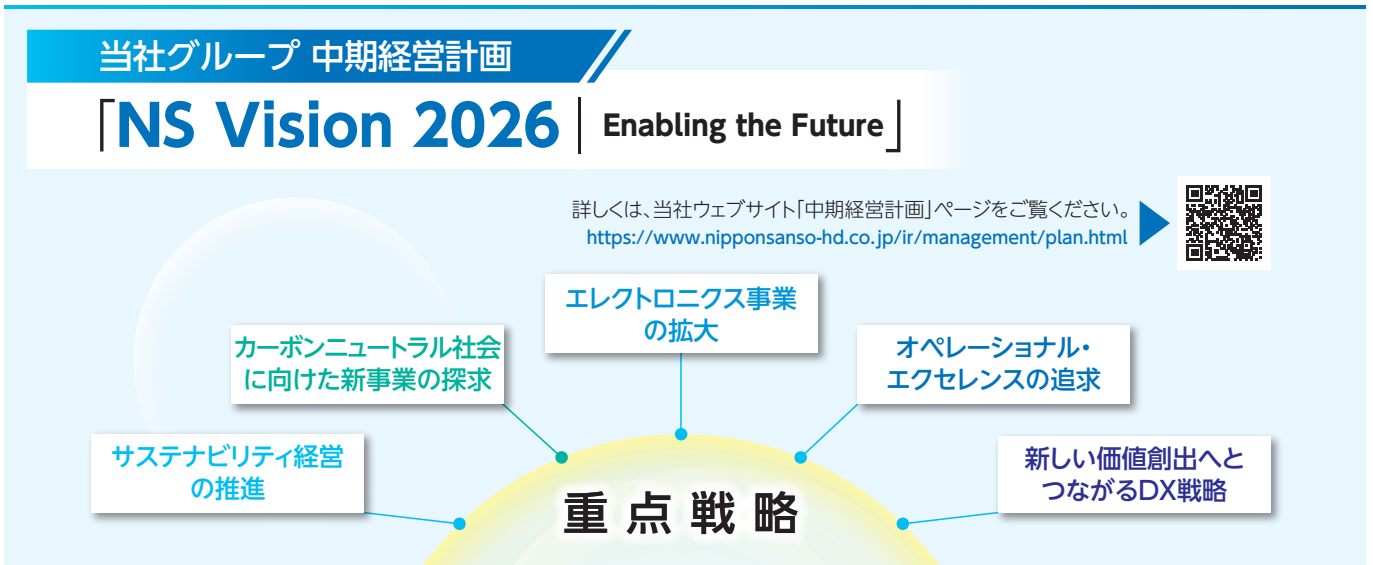 当社グループ 中期経営計画
「NS Vision 2026 Enabling the Future」
詳しくは、当社ウェブサイト「中期経営計画」ページをご覧ください。
https://www.nipponsanso-hd.co.jp/ir/management/plan.html
サステナビリティ経営
の推進
カーボンニュートラル社会
に向けた新事業の探求
エレクトロニクス事業
の拡大
オペレーショナル・
エクセレンスの追求
新しい価値創出へと
つながるDX戦略
重点戦略